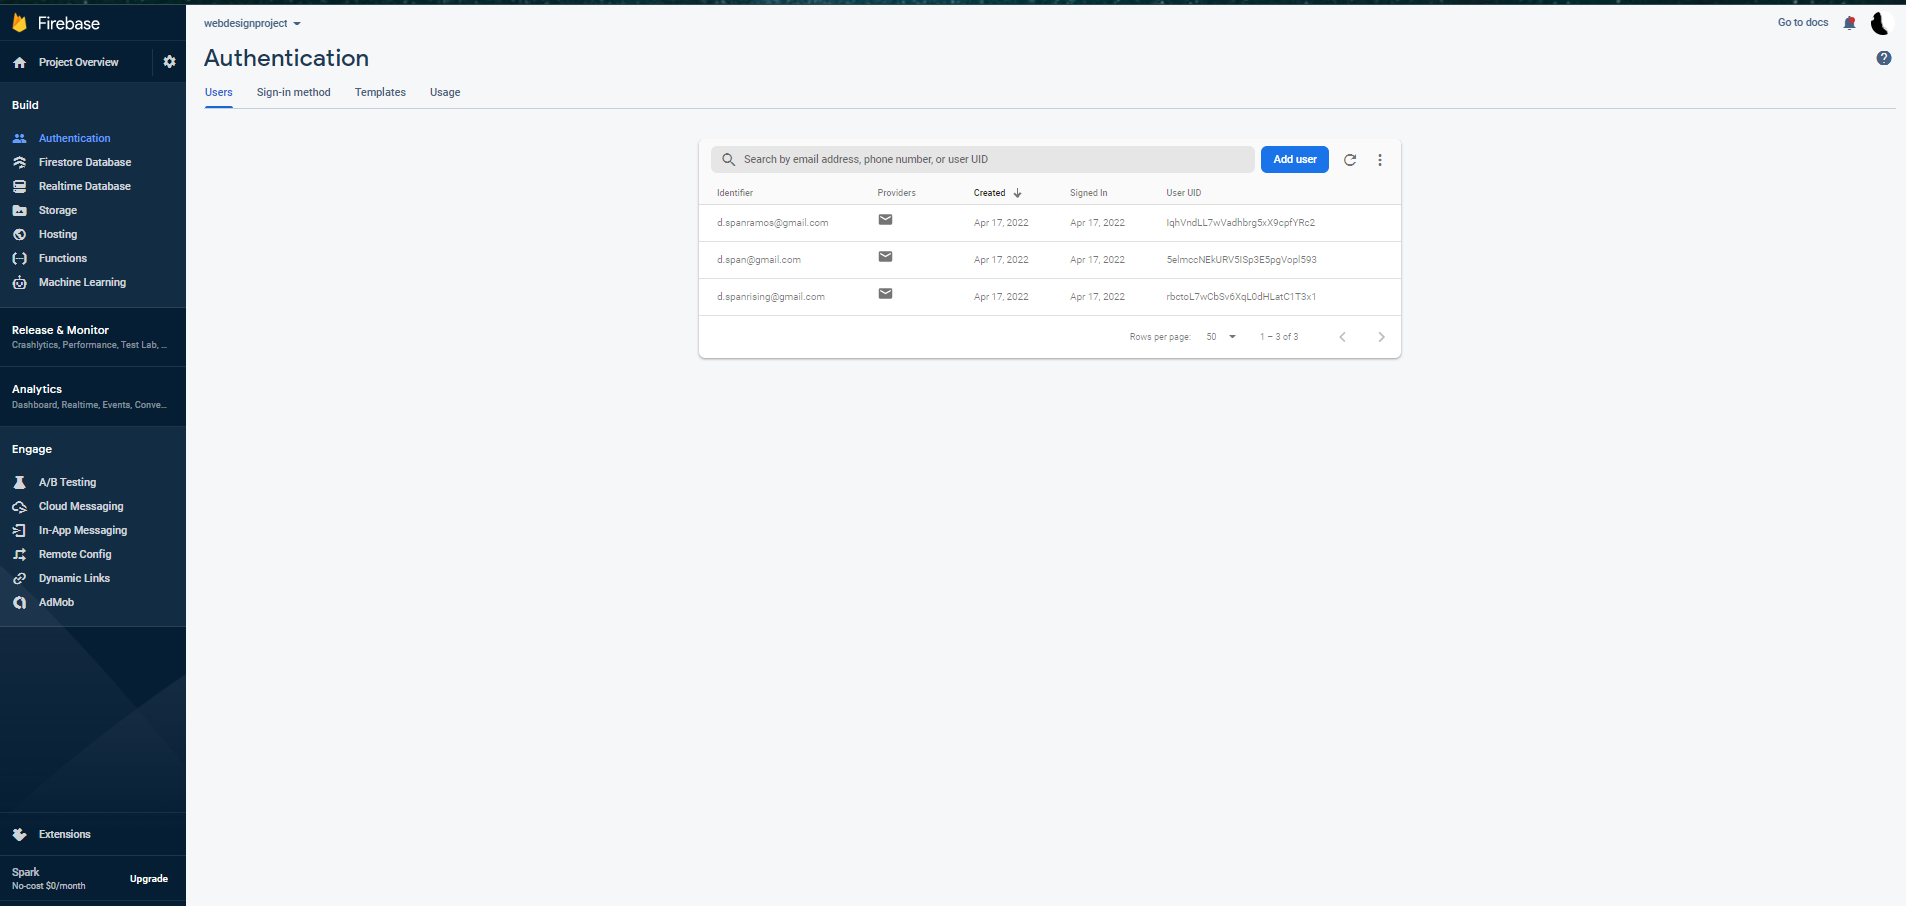 Firebase
Project Overview
Build
Authentication
Firestore Database
Realtime Database
Storage
Hosting
Functions
Machine Learning
Release & Monitor
Crashlytics, Performance, Test Lab, ...
Analytics
Dashboard, Realtime, Events, Conve...
Engage
A/B Testing
Cloud Messaging
In-App Messaging
Remote Config
Dynamic Links
AdMob
Extensions
Spark
No-cost $0/month
Upgrade
webdesignproject
Go to docs
Authentication
Users Sign-in method Templates Usage
Search by email address, phone number, or user UID Add user
Identifier Providers Created Signed In User UID
d.spanramos@gmail.com Apr 17, 2022 Apr 17, 2022 IqhVndLL7wVadhbrg5xX9cpfYRc2
d.span@gmail.com Apr 17, 2022 Apr 17, 2022 5elmccNEkURV5ISp3E5pgVopl593
d.spanrising@gmail.com Apr 17, 2022 Apr 17, 2022 rbctoL7wCbSv6XqL0dHLatC1T3x1
Rows per page: 50 1 – 3 of 3